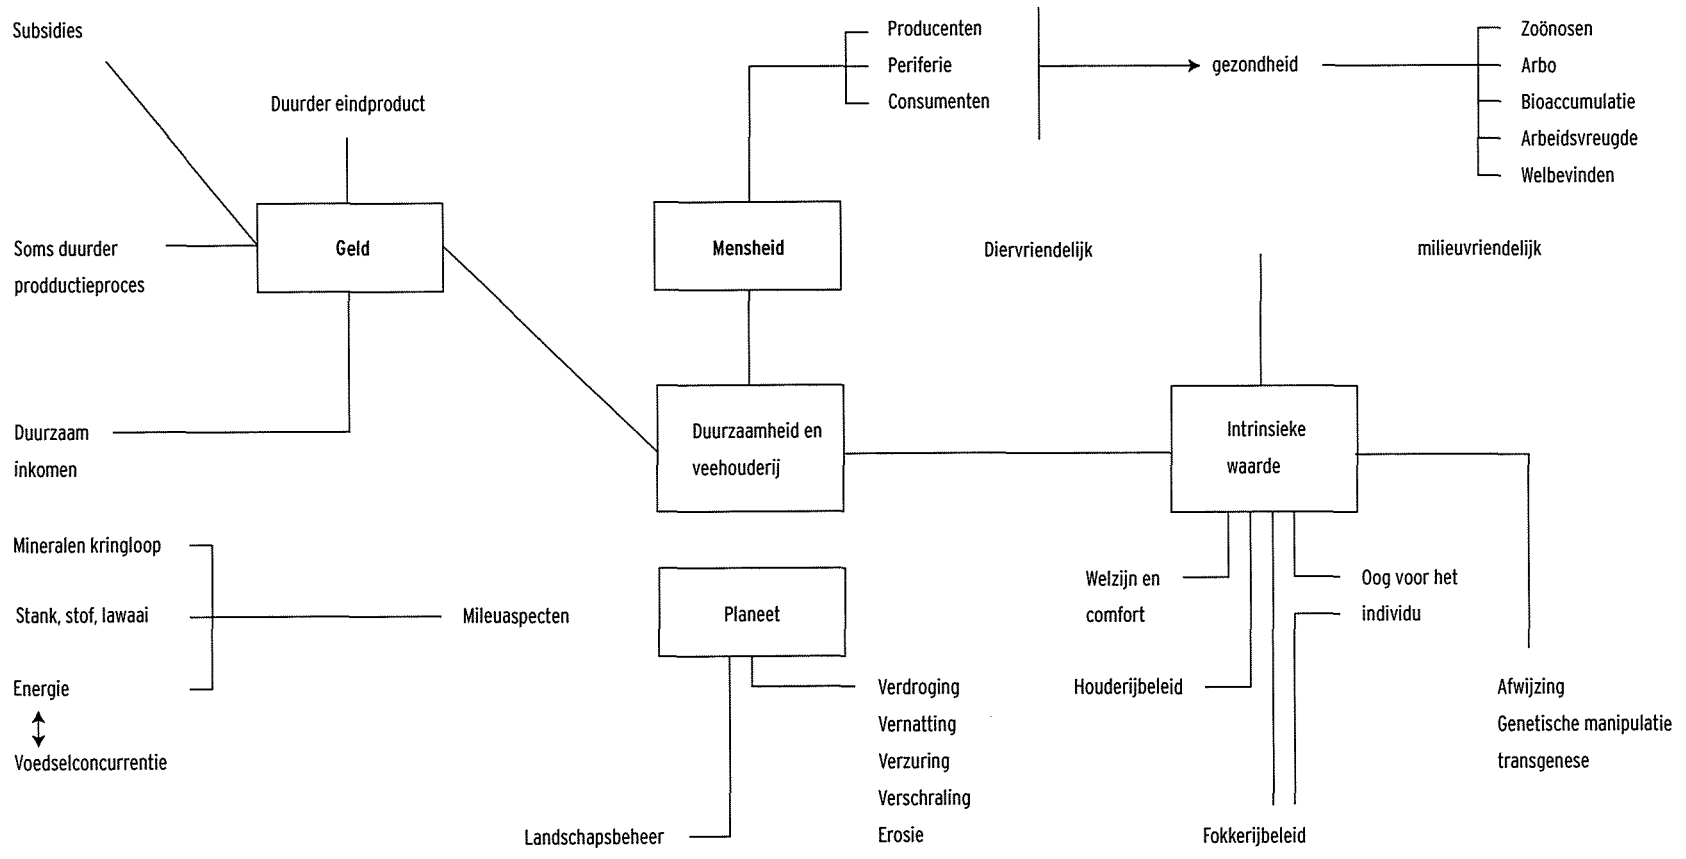 Subsidies
Duurder eindproduct
Geld
Soms duurder
prodductieproces
Duurzaam
inkomen
Producenten
Periferie
Consumenten
gezondheid
Zoönosen
Arbo
Bioaccumulatie
Arbeidsvreugde
Welbevinden
Mensheid
Diervriendelijk
milieuvriendelijk
Duurzaamheid en
veehouderij
Intrinsieke
waarde
Mineralen kringloop
Stank, stof, lawaai
Energie
Voedselconcurrentie
Mileuaspecten
Planeet
Landschapsbeheer
Verdroging
Vernatting
Verzuring
Verschraling
Erosie
Welzijn en
comfort
Houderijbeleid
Oog voor het
individu
Fokkerijbeleid
Afwijzing
Genetische manipulatie
transgenese